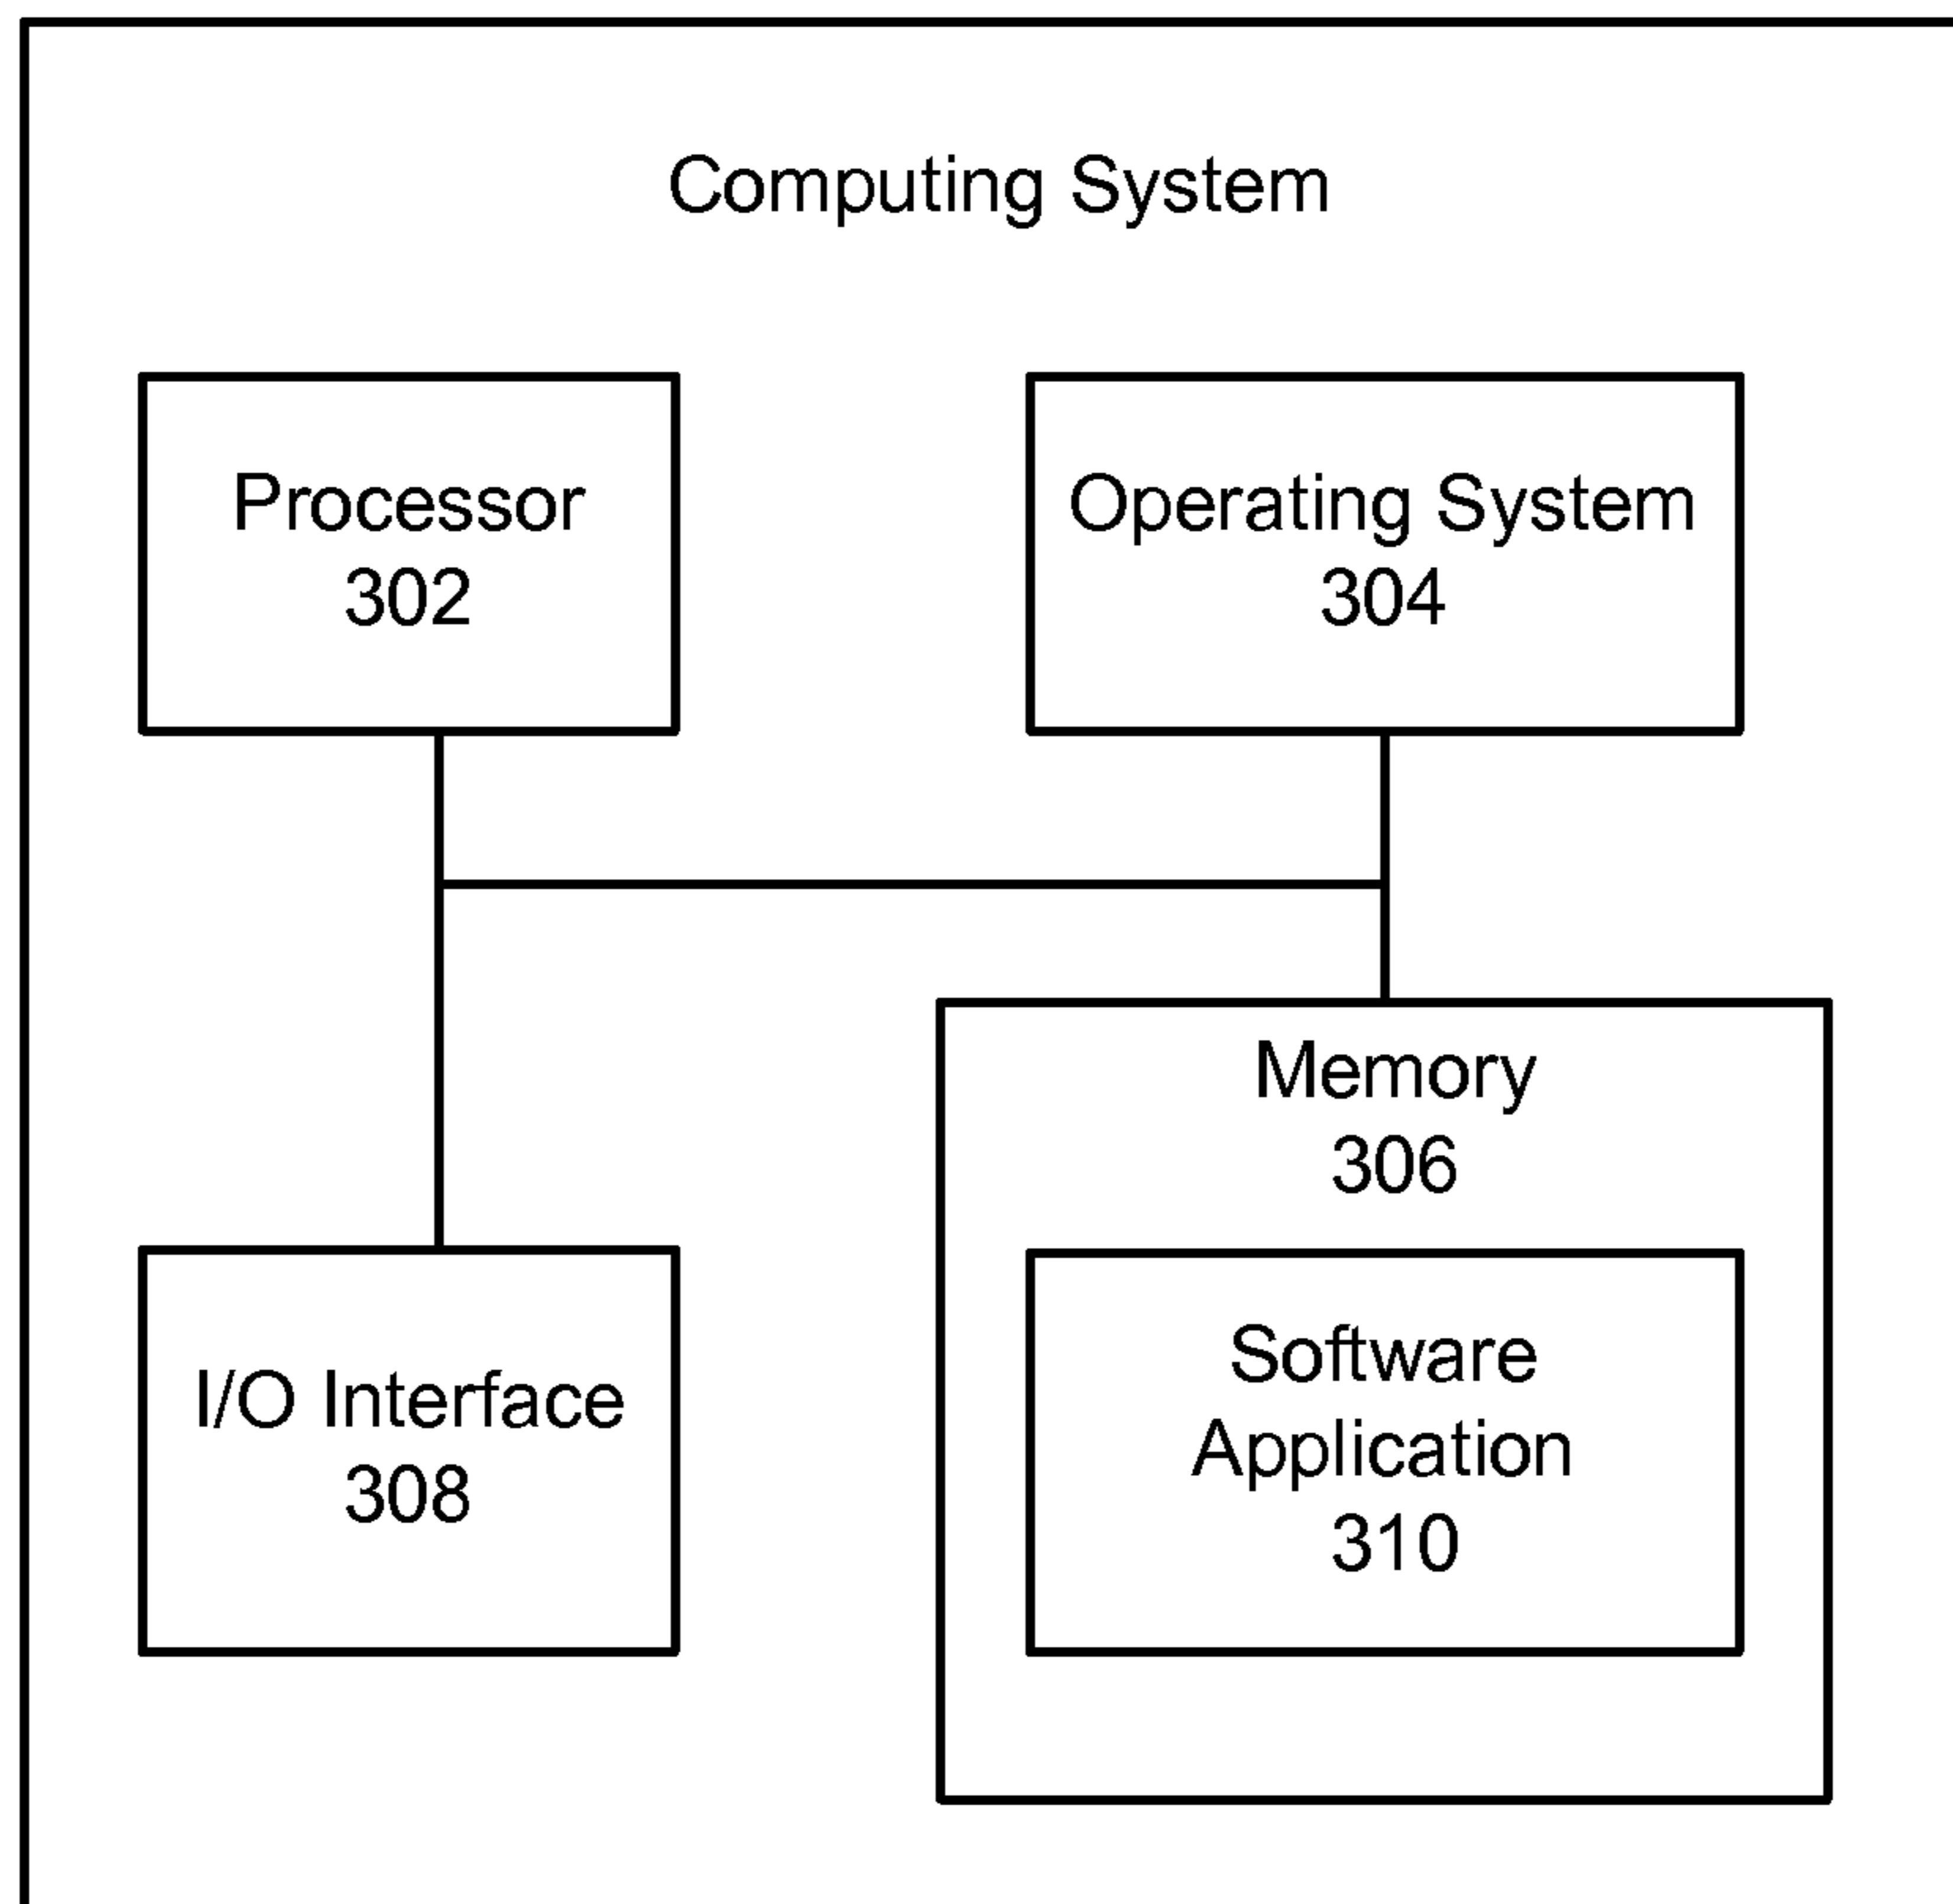 Computing System
Processor
302
Operating System
304
Memory
306
I/O Interface
308
Software
Application
310